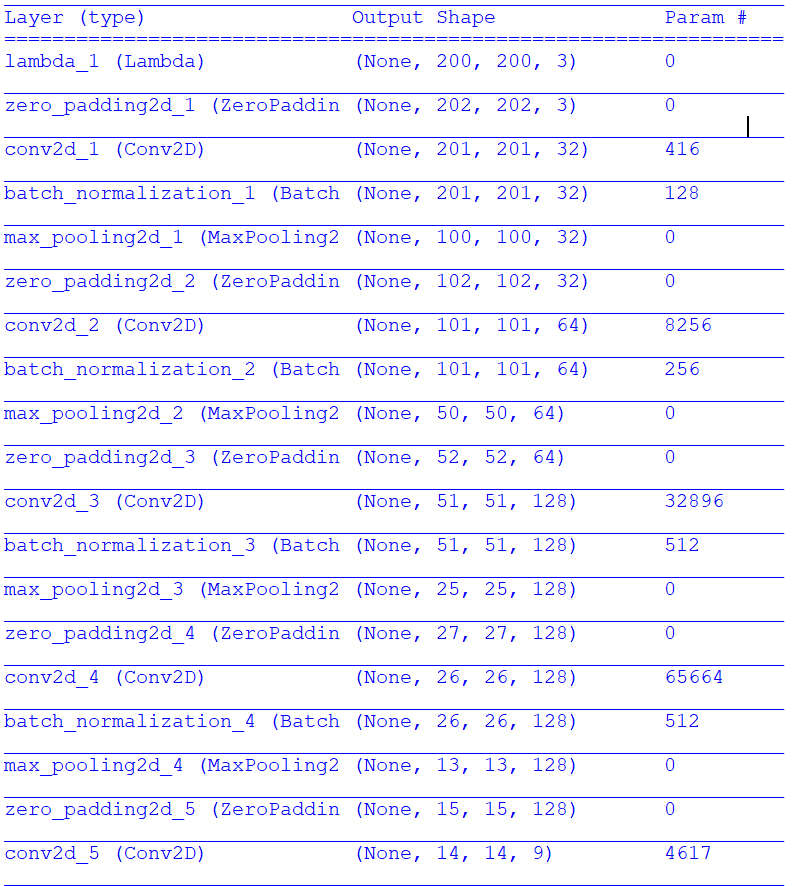 Layer (type) Output Shape Param #
=================================================================
lambda_1 (Lambda) (None, 200, 200, 3) 0
zero_padding2d_1 (ZeroPaddin (None, 202, 202, 3) 0
conv2d_1 (Conv2D) (None, 201, 201, 32) 416
batch_normalization_1 (Batch (None, 201, 201, 32) 128
max_pooling2d_1 (MaxPooling2 (None, 100, 100, 32) 0
zero_padding2d_2 (ZeroPaddin (None, 102, 102, 32) 0
conv2d_2 (Conv2D) (None, 101, 101, 64) 8256
batch_normalization_2 (Batch (None, 101, 101, 64) 256
max_pooling2d_2 (MaxPooling2 (None, 50, 50, 64) 0
zero_padding2d_3 (ZeroPaddin (None, 52, 52, 64) 0
conv2d_3 (Conv2D) (None, 51, 51, 128) 32896
batch_normalization_3 (Batch (None, 51, 51, 128) 512
max_pooling2d_3 (MaxPooling2 (None, 25, 25, 128) 0
zero_padding2d_4 (ZeroPaddin (None, 27, 27, 128) 0
conv2d_4 (Conv2D) (None, 26, 26, 128) 65664
batch_normalization_4 (Batch (None, 26, 26, 128) 512
max_pooling2d_4 (MaxPooling2 (None, 13, 13, 128) 0
zero_padding2d_5 (ZeroPaddin (None, 15, 15, 128) 0
conv2d_5 (Conv2D) (None, 14, 14, 9) 4617